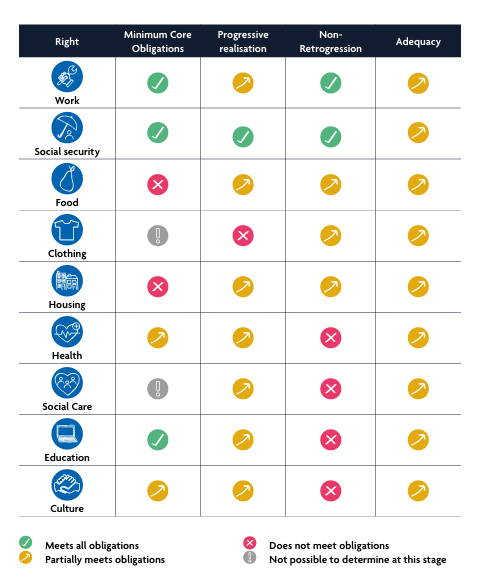 Right
Minimum Core
Obligations
Progressive
realisation
Non-
Retrogression
Adequacy
Work
Social security
Food
Clothing
Housing
Health
Social Care
Education
Culture
Meets all obligations
Does not meet obligations
Partially meets obligations
Not possible to determine at this stage